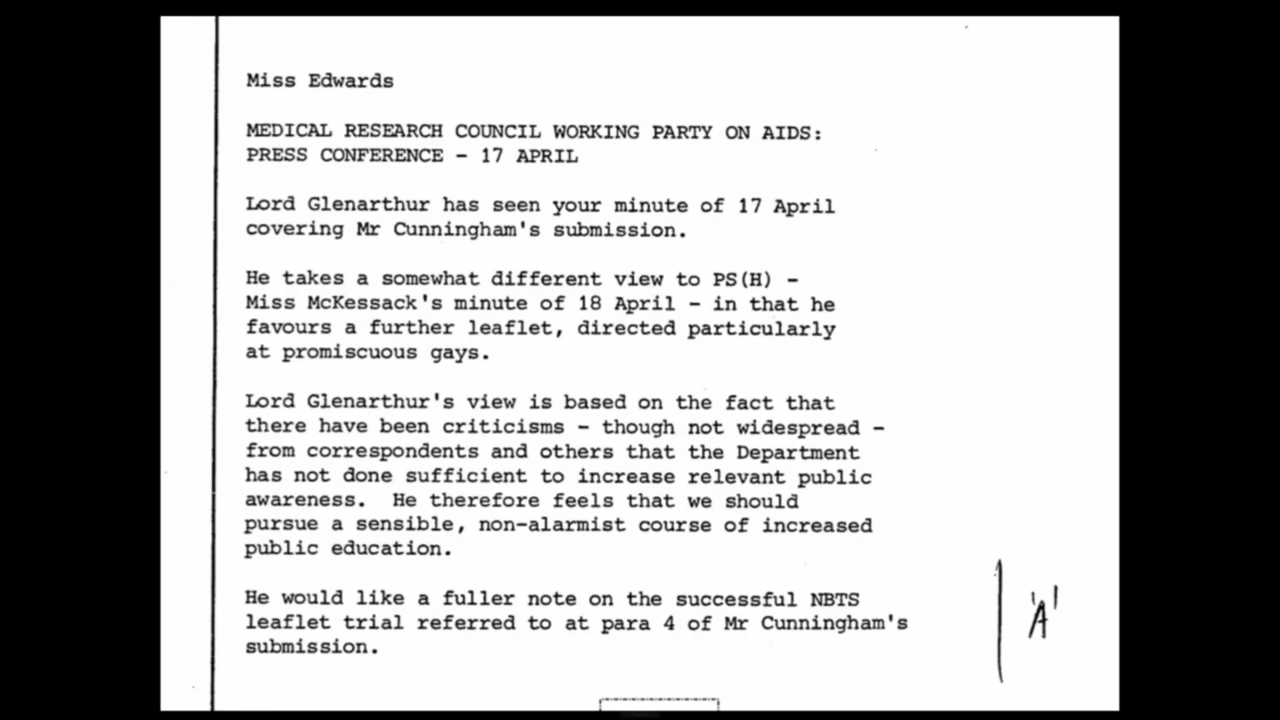 Miss Edwards
MEDICAL RESEARCH COUNCIL WORKING PARTY ON AIDS:
PRESS CONFERENCE - 17 APRIL
Lord Glenarthur has seen your minute of 17 April
covering Mr Cunningham's submission.
He takes a somewhat different view to PS(H) -
Miss McKessack's minute of 18 April - in that he
favours a further leaflet, directed particularly
at promiscuous gays.
Lord Glenarthur's view is based on the fact that
there have been criticisms - though not widespread -
from correspondents and others that the Department
has not done sufficient to increase relevant public
awareness. He therefore feels that we should
pursue a sensible, non-alarmist course of increased
public education.
He would like a fuller note on the successful NBTS
leaflet trial referred to at para 4 of Mr Cunningham's
submission.
'A'